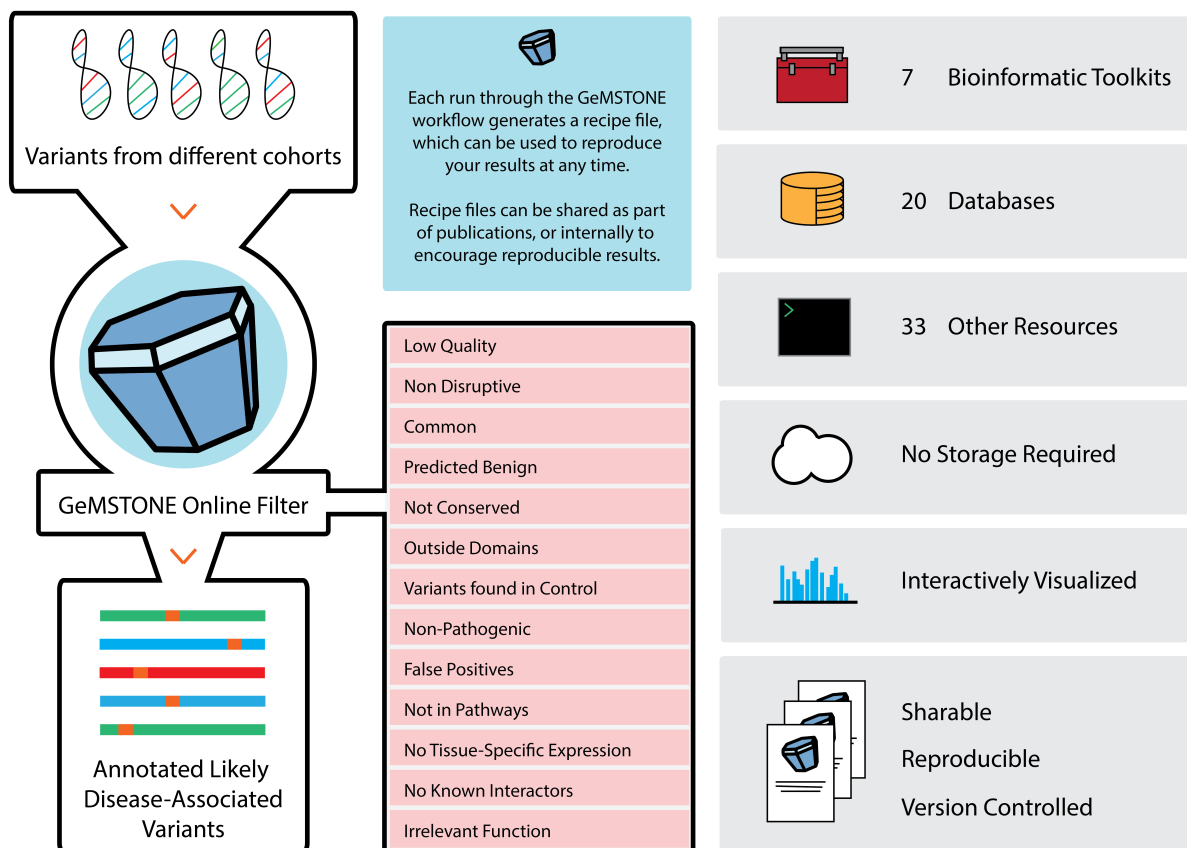 Variants from different cohorts
GeMSTONE Online Filter
Annotated Likely
Disease-Associated
Variants
Each run through the GeMSTONE
workflow generates a recipe file,
which can be used to reproduce
your results at any time.
Recipe files can be shared as part
of publications, or internally to
encourage reproducible results.
Low Quality
Non Disruptive
Common
Predicted Benign
Not Conserved
Outside Domains
Variants found in Control
Non-Pathogenic
False Positives
Not in Pathways
No Tissue-Specific Expression
No Known Interactors
Irrelevant Function
7 Bioinformatic Toolkits
20 Databases
33 Other Resources
No Storage Required
Interactively Visualized
Sharable
Reproducible
Version Controlled